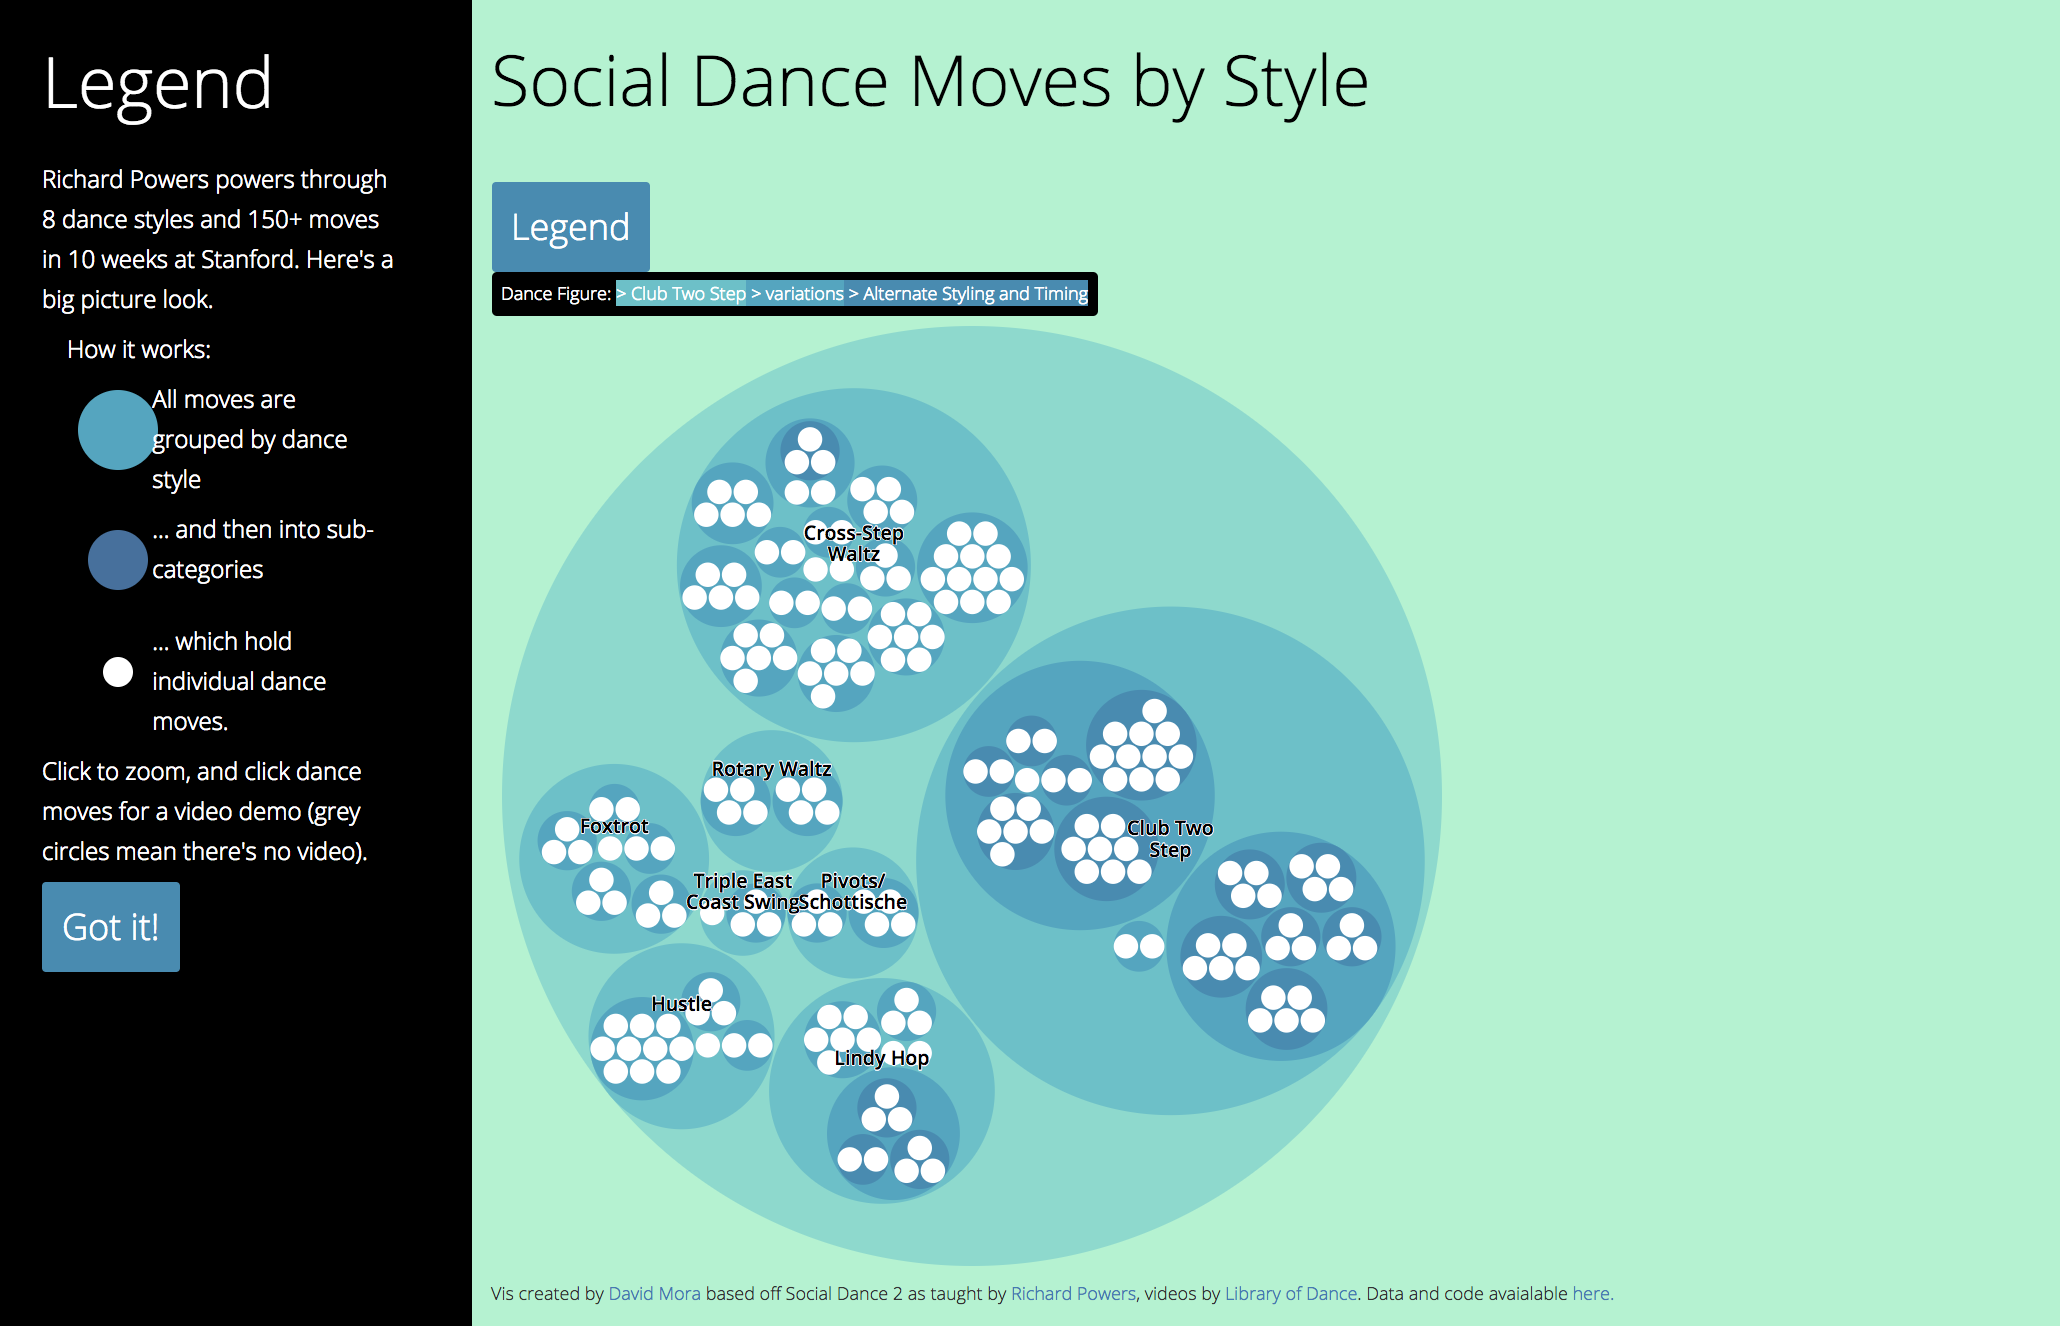 Legend
Richard Powers powers through
8 dance styles and 150+ moves
in 10 weeks at Stanford. Here's a
big picture look.
How it works:
All moves are
grouped by dance
style
... and then into sub-
categories
... which hold
individual dance
moves.
Click to zoom, and click dance
moves for a video demo (grey
circles mean there's no video).
Got it!
Social Dance Moves by Style
Legend
Dance Figure: > Club Two Step > variations > Alternate Styling and Timing
Cross-Step
Waltz
Rotary Waltz
Foxtrot
Club Two
Step
Triple East
Coast Swing
Pivots/
Schottische
Hustle
Lindy Hop
Vis created by David Mora based off Social Dance 2 as taught by Richard Powers, videos by Library of Dance. Data and code avaialable here.